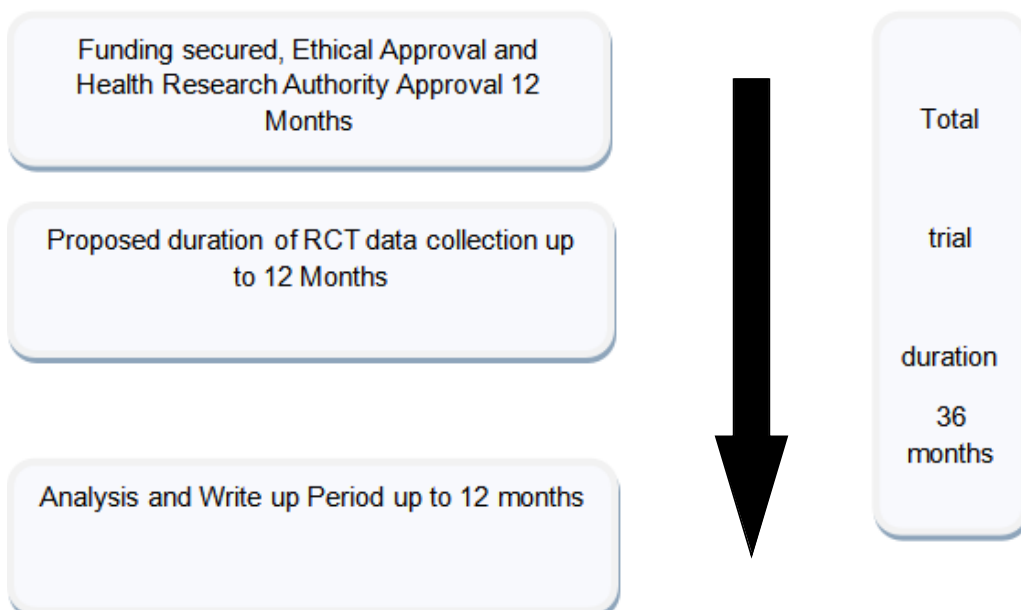 Funding secured, Ethical Approval and
Health Research Authority Approval 12
Months
Proposed duration of RCT data collection up
to 12 Months
Analysis and Write up Period up to 12 months
Total
trial
duration
36
months